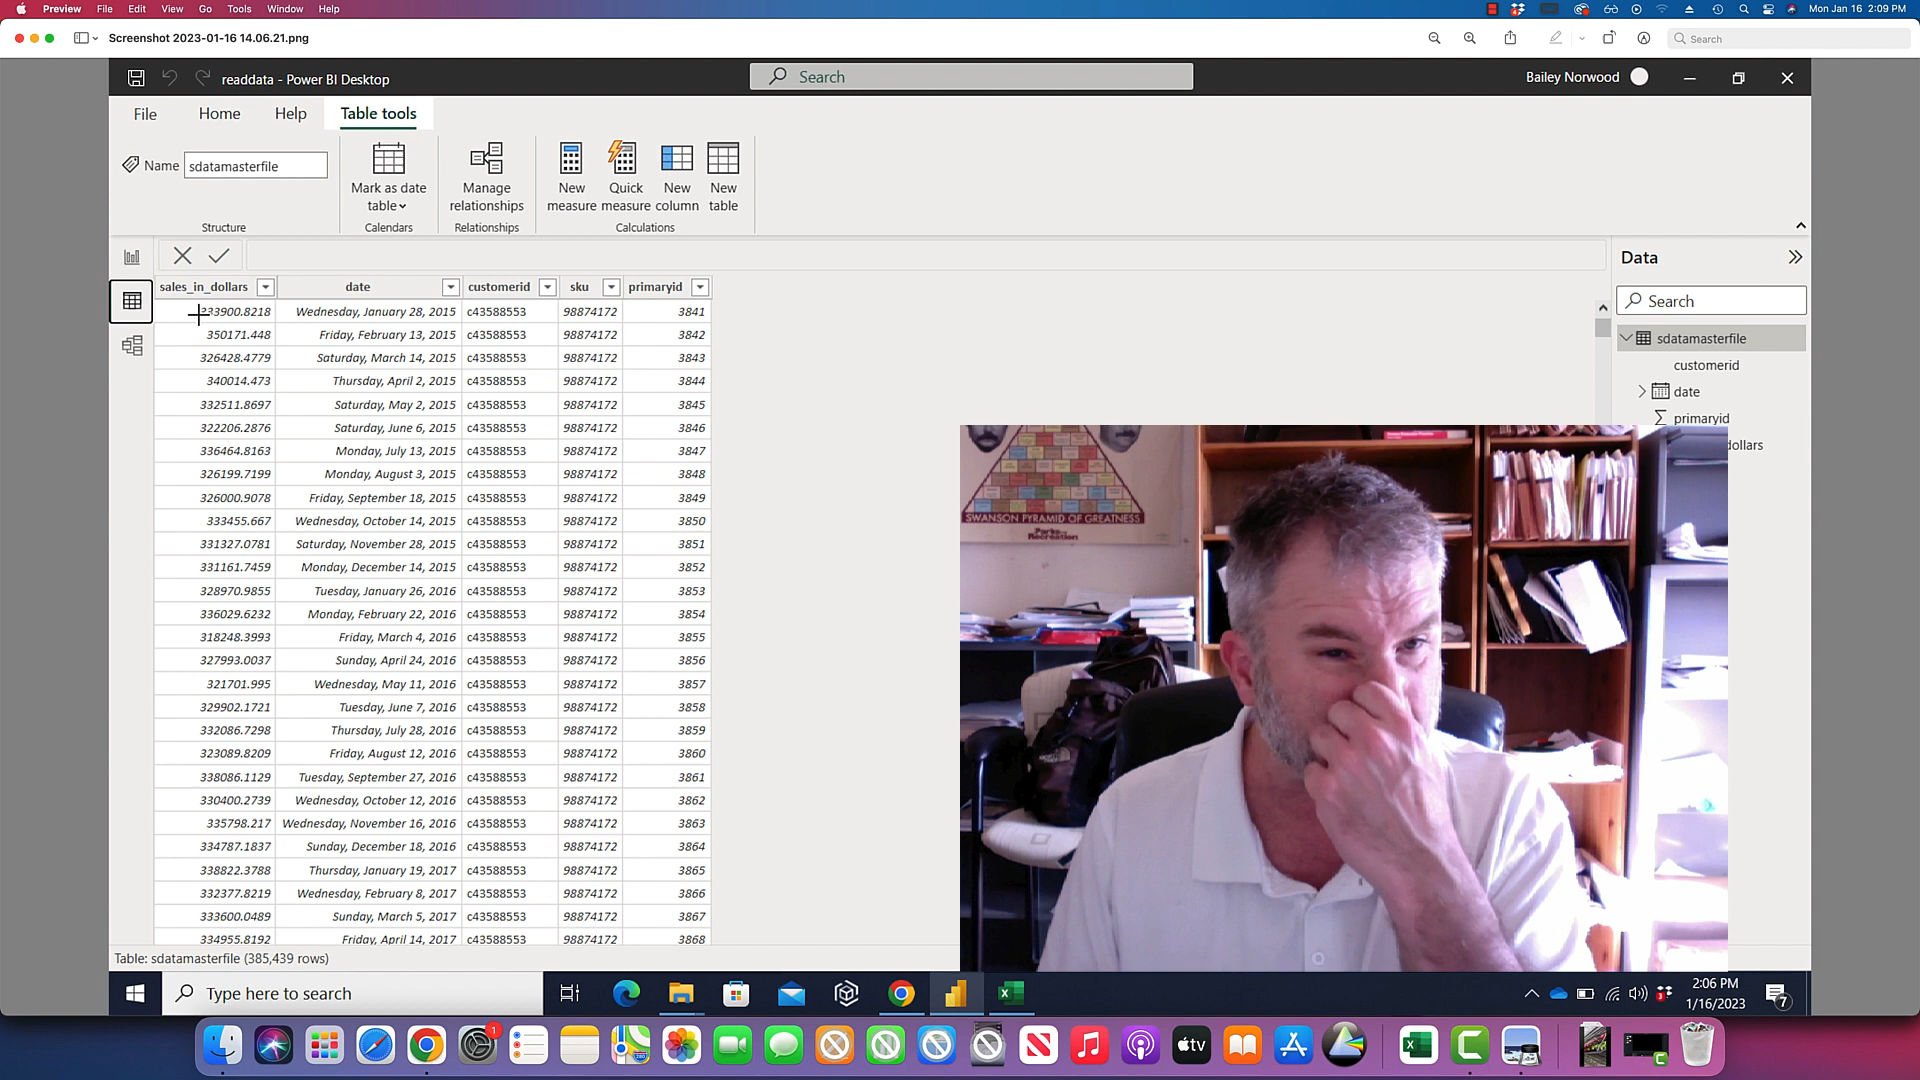 Preview File Edit View Go Tools Window Help Mon Jan 16 2:09 PM
Screenshot 2023-01-16 14.06.21.png Search
readdata - Power BI Desktop Search Bailey Norwood
File Home Help Table tools
Name sdatamasterfile
Mark as date table
Manage relationships
New measure
Quick measure
New column
New table
Structure Calendars Relationships Calculations
sales_in_dollars date customerid sku primaryid
233900.8218 Wednesday, January 28, 2015 c43588553 98874172 3841
350171.448 Friday, February 13, 2015 c43588553 98874172 3842
326428.4779 Saturday, March 14, 2015 c43588553 98874172 3843
340014.473 Thursday, April 2, 2015 c43588553 98874172 3844
332511.8697 Saturday, May 2, 2015 c43588553 98874172 3845
322206.2876 Saturday, June 6, 2015 c43588553 98874172 3846
336464.8163 Monday, July 13, 2015 c43588553 98874172 3847
326199.7199 Monday, August 3, 2015 c43588553 98874172 3848
326000.9078 Friday, September 18, 2015 c43588553 98874172 3849
333455.667 Wednesday, October 14, 2015 c43588553 98874172 3850
331327.0781 Saturday, November 28, 2015 c43588553 98874172 3851
331161.7459 Monday, December 14, 2015 c43588553 98874172 3852
328970.9855 Tuesday, January 26, 2016 c43588553 98874172 3853
336029.6232 Monday, February 22, 2016 c43588553 98874172 3854
318248.3993 Friday, March 4, 2016 c43588553 98874172 3855
327993.0037 Sunday, April 24, 2016 c43588553 98874172 3856
321701.995 Wednesday, May 11, 2016 c43588553 98874172 3857
329902.1721 Tuesday, June 7, 2016 c43588553 98874172 3858
332086.7298 Thursday, July 28, 2016 c43588553 98874172 3859
323089.8209 Friday, August 12, 2016 c43588553 98874172 3860
338086.1129 Tuesday, September 27, 2016 c43588553 98874172 3861
330400.2739 Wednesday, October 12, 2016 c43588553 98874172 3862
335798.217 Wednesday, November 16, 2016 c43588553 98874172 3863
334787.1837 Sunday, December 18, 2016 c43588553 98874172 3864
338822.3788 Thursday, January 19, 2017 c43588553 98874172 3865
332377.8219 Wednesday, February 8, 2017 c43588553 98874172 3866
333600.0489 Sunday, March 5, 2017 c43588553 98874172 3867
334955.8192 Friday, April 14, 2017 c43588553 98874172 3868
Table: sdatamasterfile (385,439 rows)
Data
Search
sdatamasterfile
customerid
date
primaryid
dollars
SWANSON PYRAMID OF GREATNESS
Parks
Recreation
Type here to search
2:06 PM
1/16/2023
7
1
tv